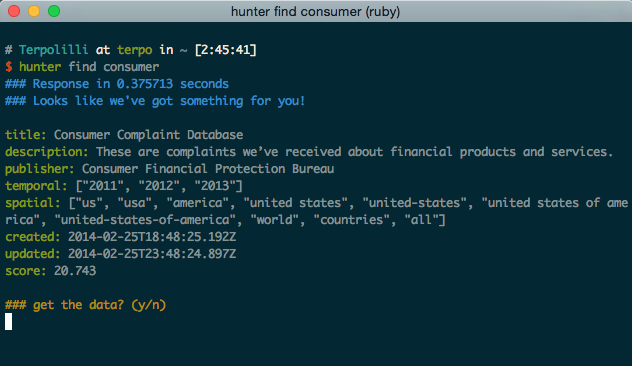 hunter find consumer (ruby)
# Terpolilli at terpo in ~ [2:45:41]
$ hunter find consumer
### Response in 0.375713 seconds
### Looks like we've got something for you!
title: Consumer Complaint Database
description: These are complaints we’ve received about financial products and services.
publisher: Consumer Financial Protection Bureau
temporal: ["2011", "2012", "2013"]
spatial: ["us", "usa", "america", "united states", "united-states", "united states of ame
rica", "united-states-of-america", "world", "countries", "all"]
created: 2014-02-25T18:48:25.192Z
updated: 2014-02-25T23:48:24.897Z
score: 20.743
### get the data? (y/n)